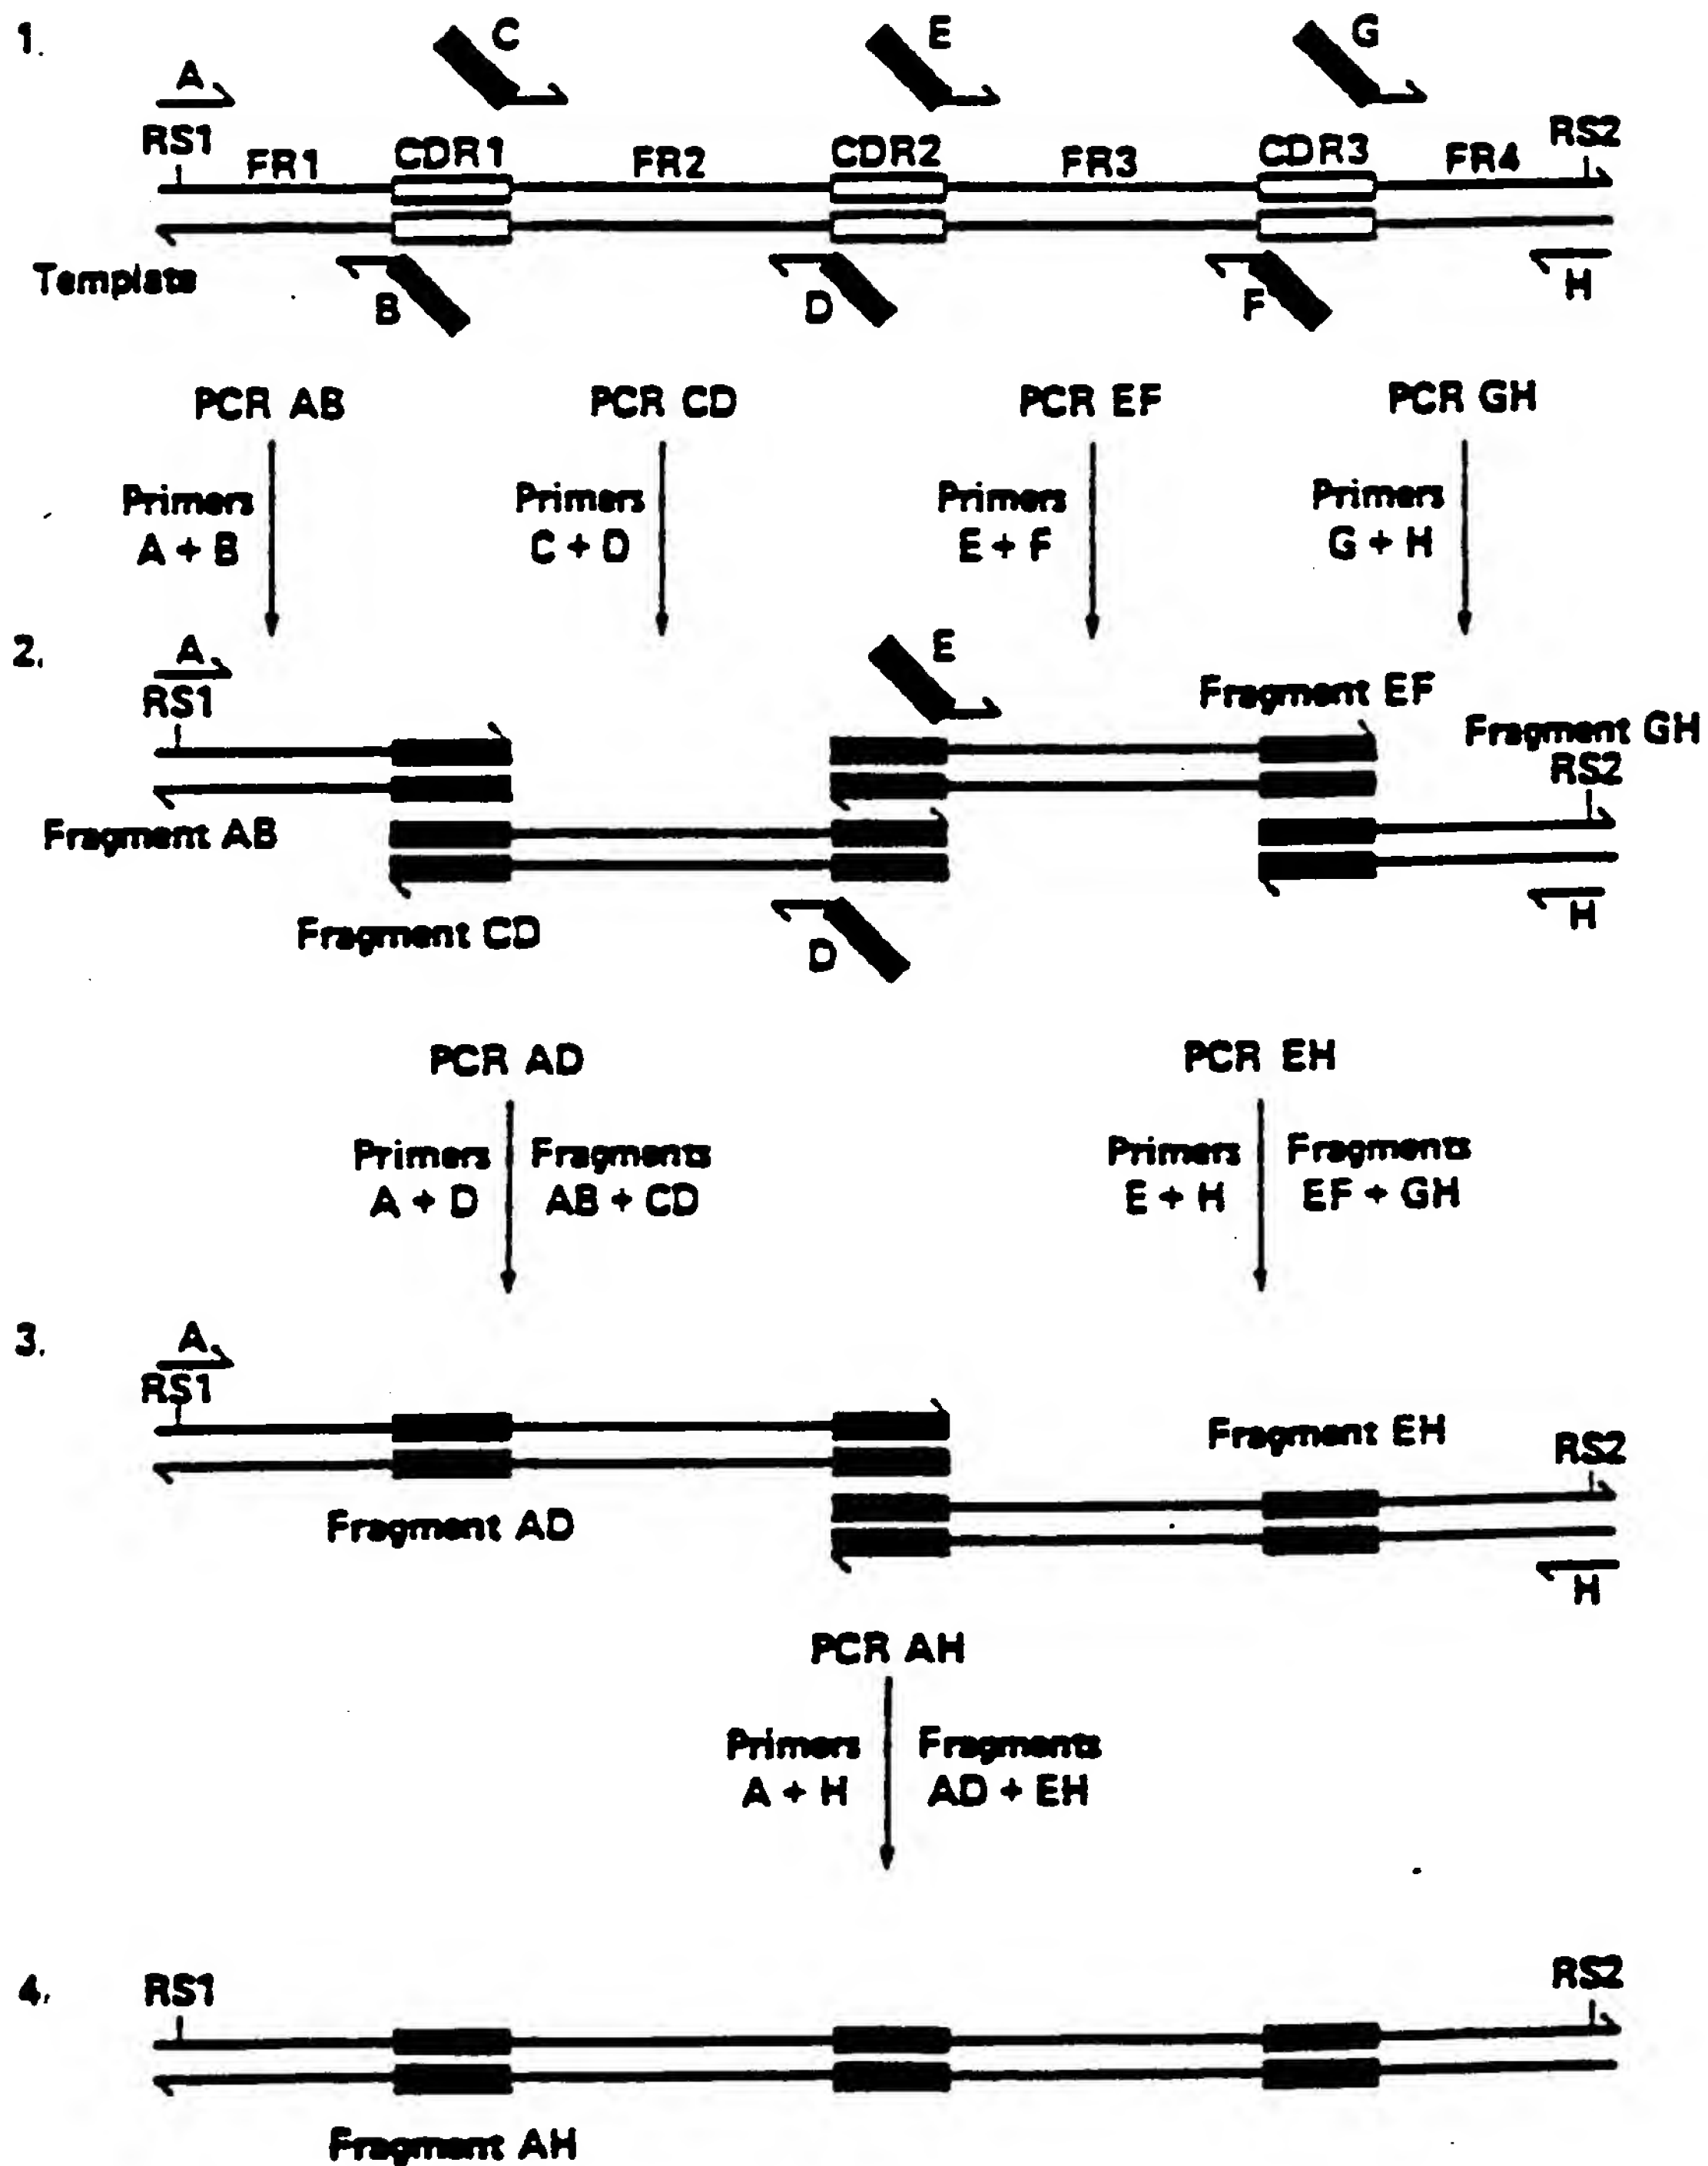 1.
A C E G
RS1 FR1 CDR1 FR2 CDR2 FR3 CDR3 FR4 RS2
Template B D F H
PCR AB PCR CD PCR EF PCR GH
Primers Primers Primers Primers
A + B C + D E + F G + H
2.
A E
RS1 Fragment EF
Fragment GH
RS2
Fragment AB
Fragment CD D H
PCR AD PCR EH
Primers Fragments Primers Fragments
A + D AB + CD E + H EF + GH
3.
A
RS1
Fragment EH RS2
Fragment AD
H
PCR AH
Primers Fragments
A + H AD + EH
4.
RS1 RS2
Fragment AH